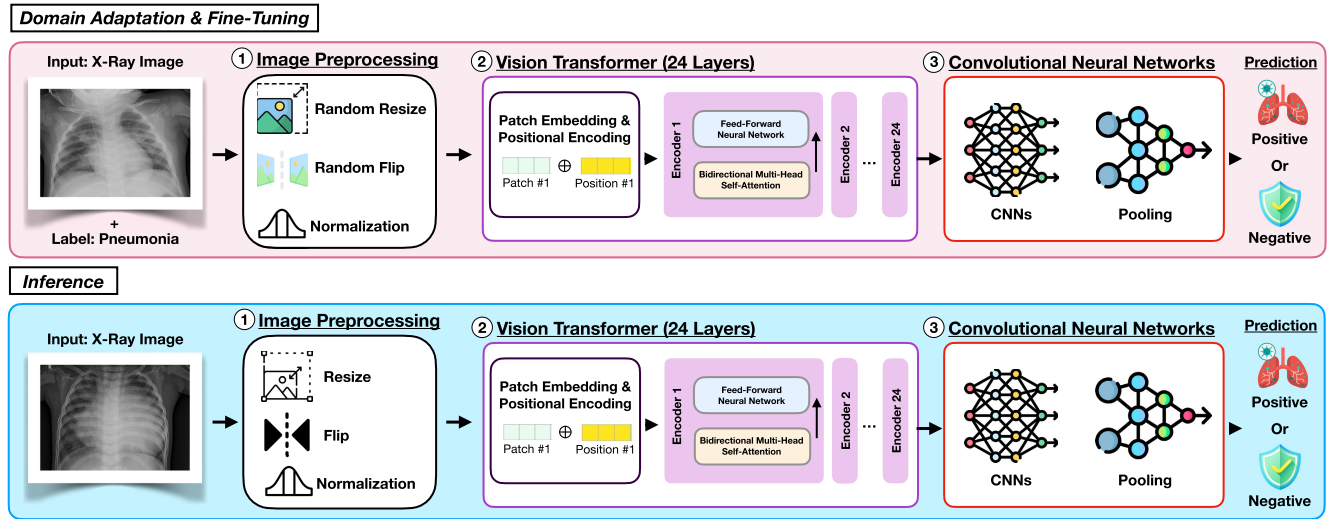 Domain Adaptation & Fine-Tuning
Input: X-Ray Image
+
Label: Pneumonia
1 Image Preprocessing
Random Resize
Random Flip
Normalization
2 Vision Transformer (24 Layers)
Patch Embedding &
Positional Encoding
⊕
Patch #1 Position #1
Encoder 1
Feed-Forward
Neural Network
Bidirectional Multi-Head
Self-Attention
Encoder 2
...
Encoder 24
3 Convolutional Neural Networks
CNNs
Pooling
Prediction
Positive
Or
Negative
Inference
Input: X-Ray Image
1 Image Preprocessing
Resize
Flip
Normalization
2 Vision Transformer (24 Layers)
Patch Embedding &
Positional Encoding
⊕
Patch #1 Position #1
Encoder 1
Feed-Forward
Neural Network
Bidirectional Multi-Head
Self-Attention
Encoder 2
...
Encoder 24
3 Convolutional Neural Networks
CNNs
Pooling
Prediction
Positive
Or
Negative